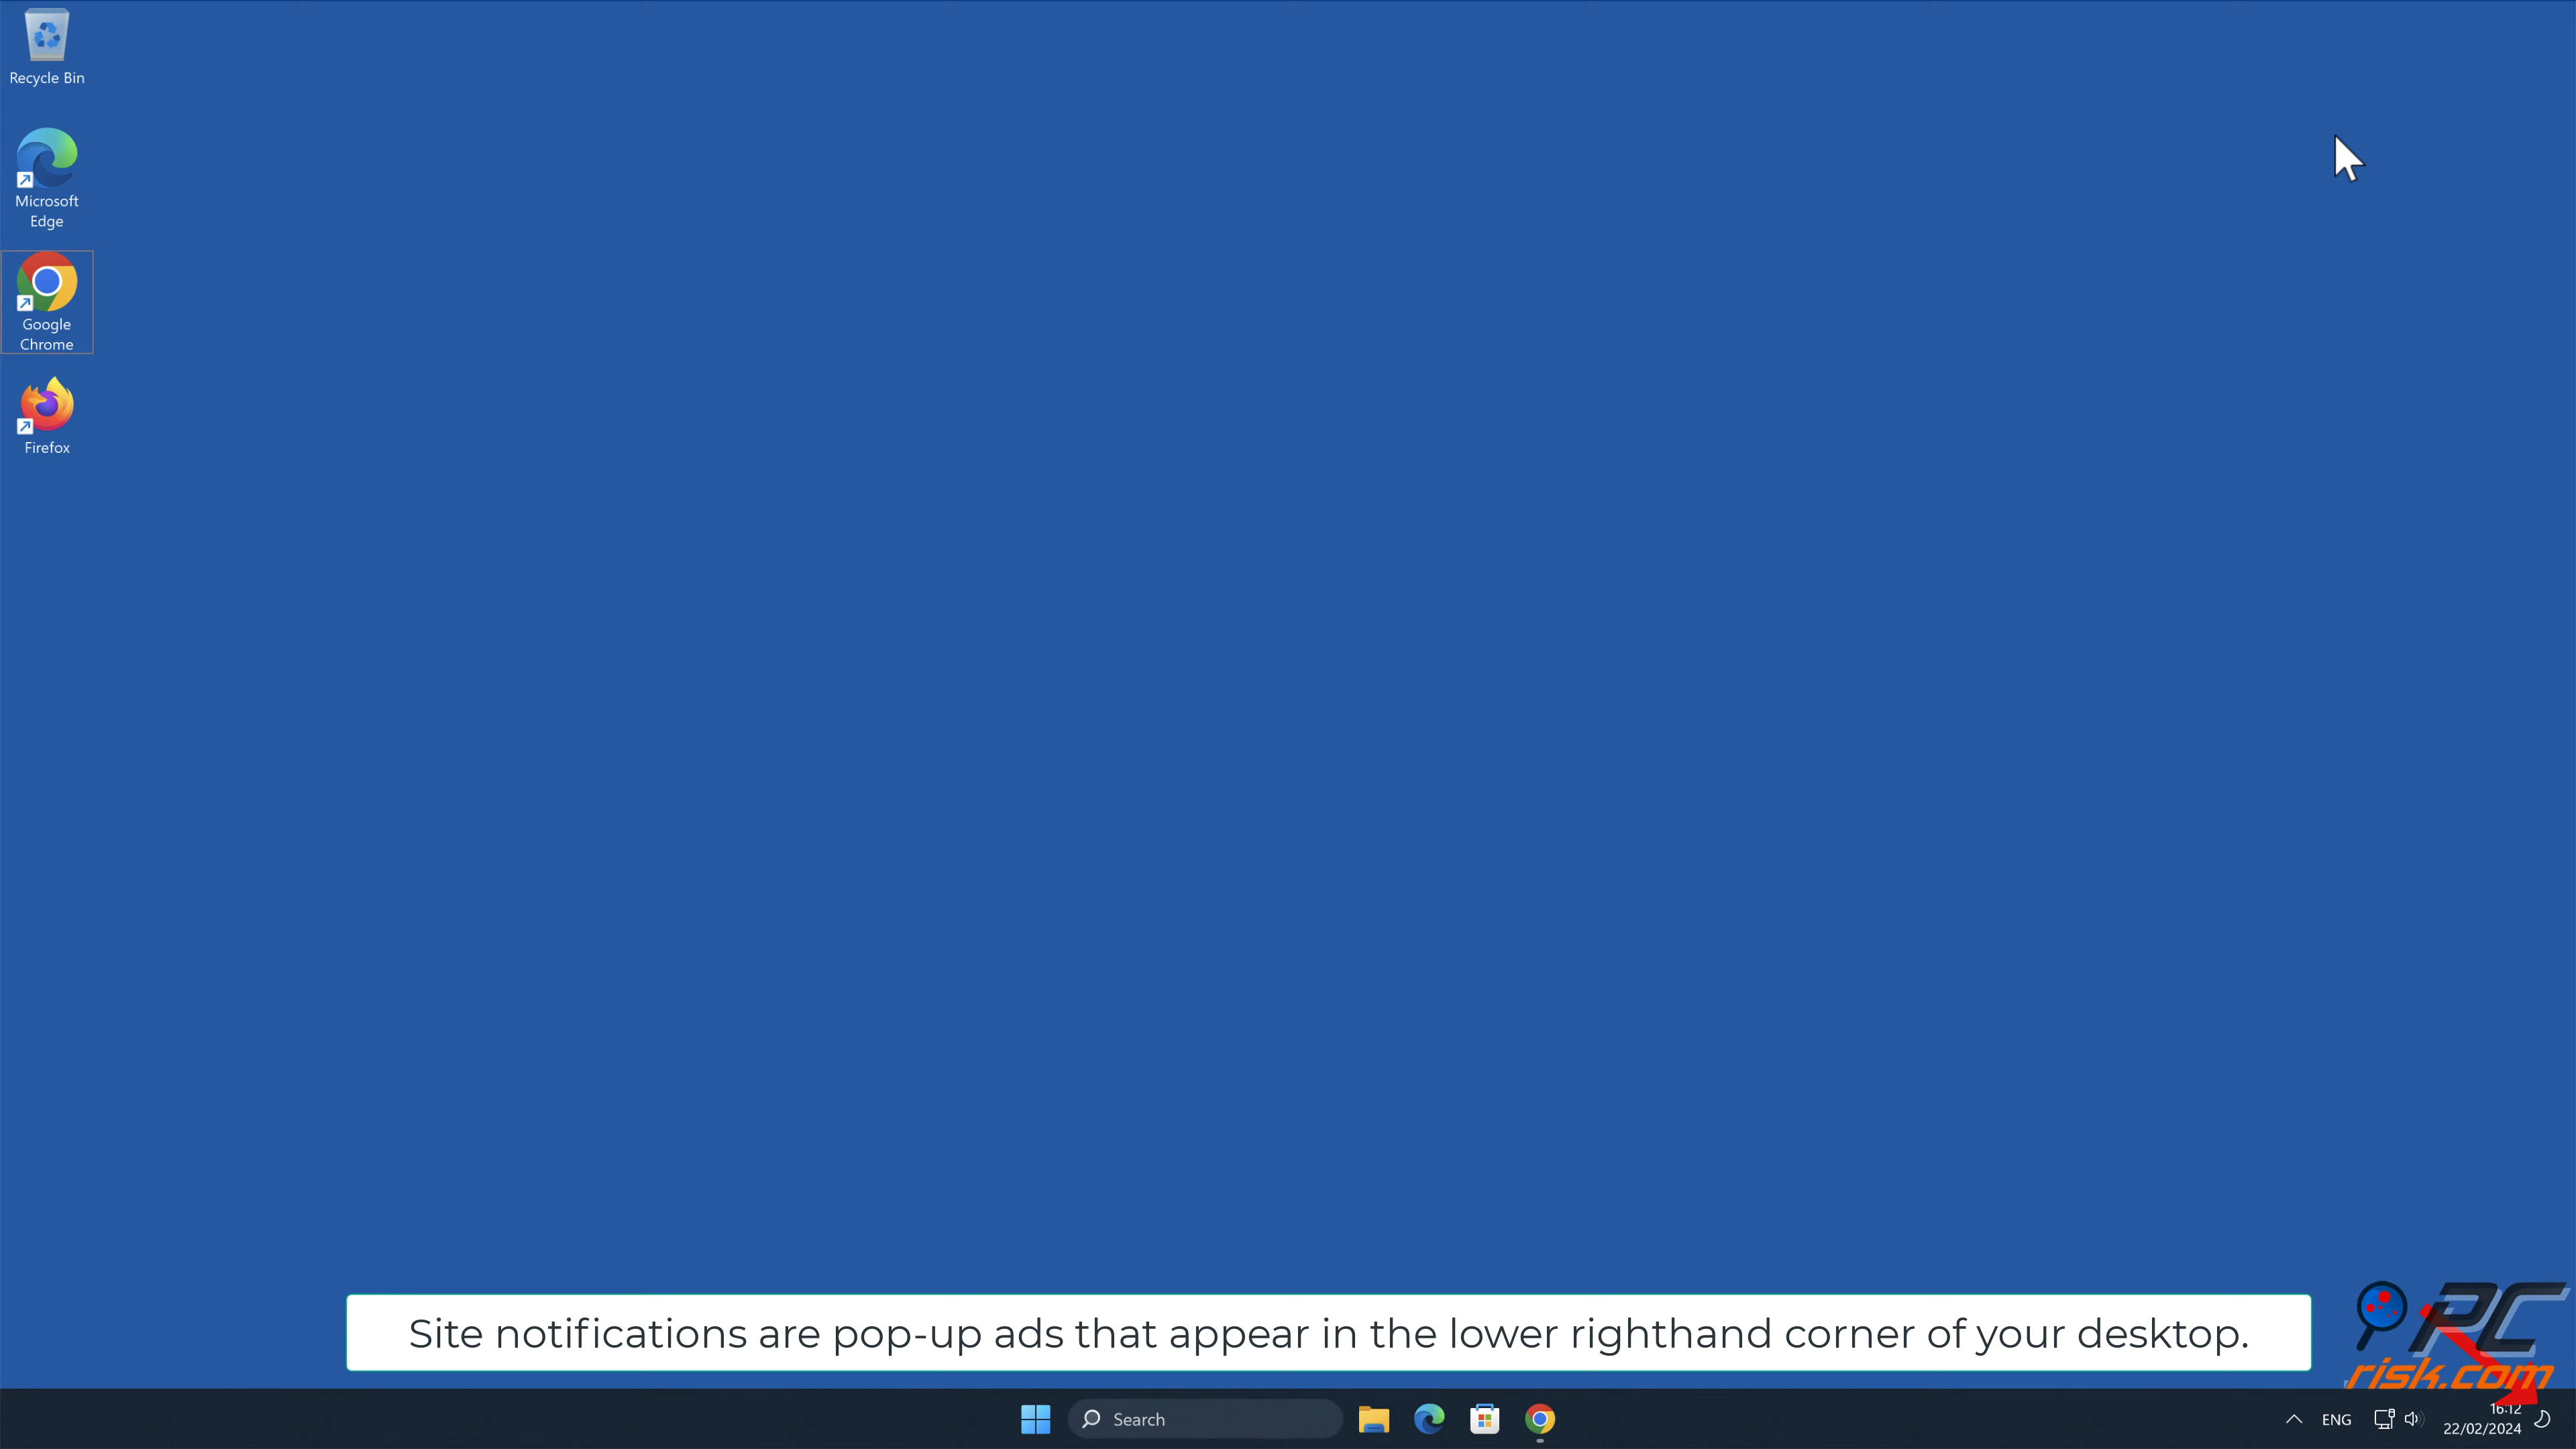 Recycle Bin
Microsoft
Edge
Google
Chrome
Firefox
Site notifications are pop-up ads that appear in the lower righthand corner of your desktop.
PC
risk.com
Search
ENG
16:12
22/02/2024